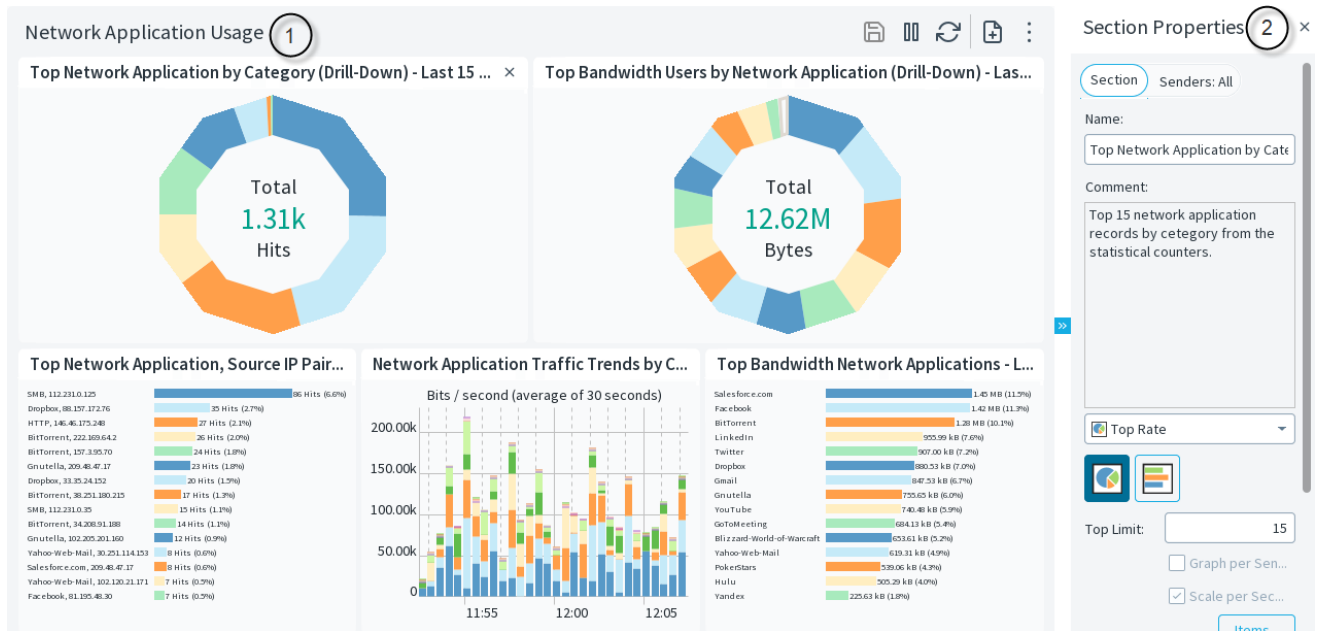 Network Application Usage
1
Section Properties
2
×
Top Network Application by Category (Drill-Down) - Last 15 ...
×
Top Bandwidth Users by Network Application (Drill-Down) - Las...
Total
1.31k
Hits
Total
12.62M
Bytes
Top Network Application, Source IP Pair...
SMB, 112.231.0.125
86 Hits (6.6%)
Dropbox, 88.157.172.76
35 Hits (2.7%)
HTTP, 146.46.175.248
27 Hits (2.1%)
BitTorrent, 222.169.64.2
26 Hits (2.0%)
BitTorrent, 157.3.95.70
24 Hits (1.8%)
Gnutella, 209.48.47.17
23 Hits (1.8%)
Dropbox, 33.35.24.152
20 Hits (1.5%)
BitTorrent, 38.251.180.215
17 Hits (1.3%)
SMB, 112.231.0.35
15 Hits (1.1%)
BitTorrent, 34.208.91.188
14 Hits (1.1%)
Gnutella, 102.205.201.160
12 Hits (0.9%)
Yahoo-Web-Mail, 30.251.114.153
8 Hits (0.6%)
Salesforce.com, 209.48.47.17
8 Hits (0.6%)
Yahoo-Web-Mail, 102.120.21.171
7 Hits (0.5%)
Facebook, 81.195.48.30
7 Hits (0.5%)
Network Application Traffic Trends by C...
Bits / second (average of 30 seconds)
200.00k
150.00k
100.00k
50.00k
0
11:55
12:00
12:05
Top Bandwidth Network Applications - L...
Salesforce.com
1.45 MB (11.5%)
Facebook
1.42 MB (11.3%)
BitTorrent
1.28 MB (10.1%)
LinkedIn
955.99 kB (7.6%)
Twitter
907.00 kB (7.2%)
Dropbox
880.53 kB (7.0%)
Gmail
847.53 kB (6.7%)
Gnutella
755.65 kB (6.0%)
YouTube
740.48 kB (5.9%)
GoToMeeting
684.13 kB (5.4%)
Blizzard-World-of-Warcraft
653.61 kB (5.2%)
Yahoo-Web-Mail
619.31 kB (4.9%)
PokerStars
539.06 kB (4.3%)
Hulu
505.29 kB (4.0%)
Yandex
225.63 kB (1.8%)
»
Section
Senders: All
Name:
Top Network Application by Cate
Comment:
Top 15 network application
records by cetegory from the
statistical counters.
Top Rate
Top Limit:
15
Graph per Sen...
Scale per Sec...
Items...